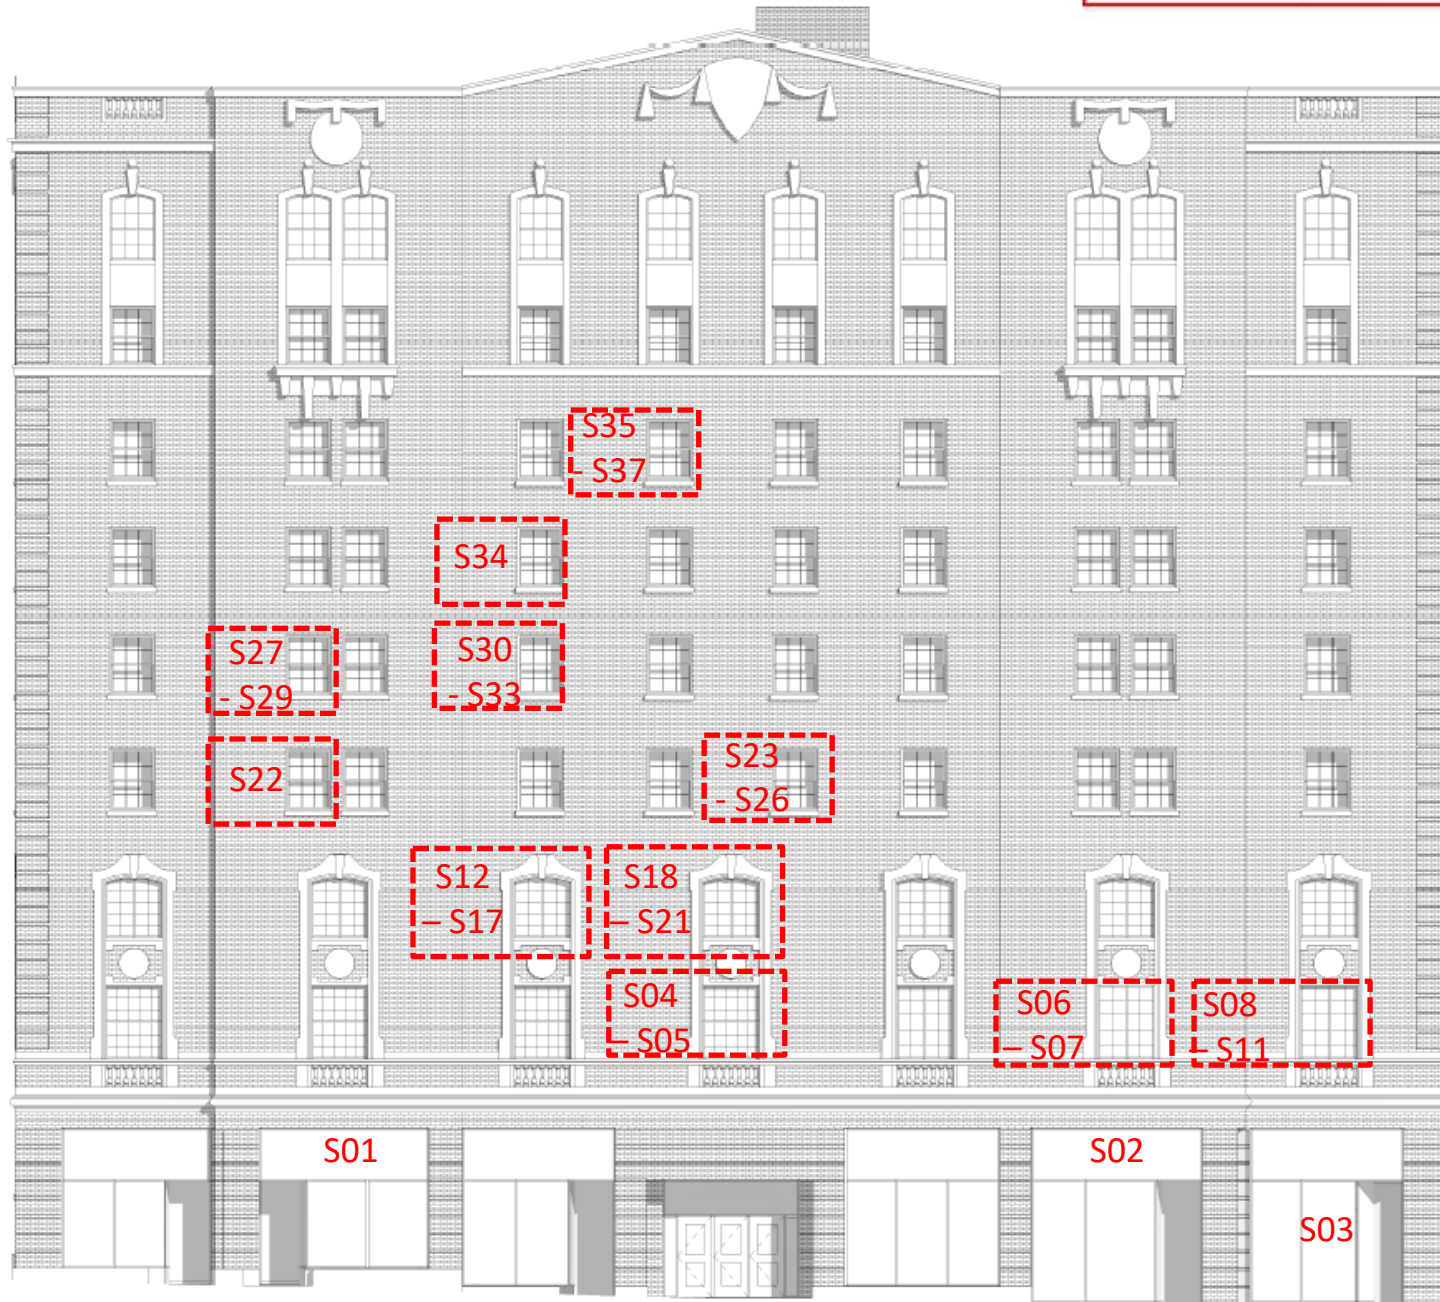 S35
- S37
S34
S27
- S29
S30
- S33
S22
S23
- S26
S12
– S17
S18
– S21
S04
– S05
S06
– S07
S08
– S11
S01
S02
S03